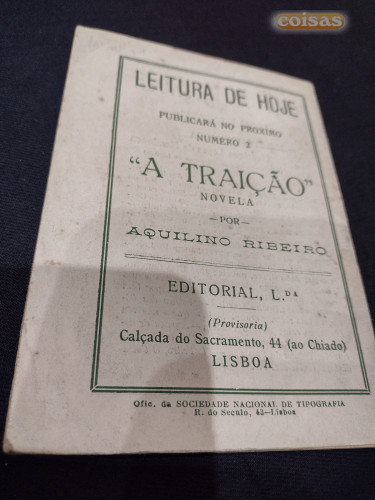 coisas
LEITURA DE HOJE
PUBLICARÁ NO PROXIMO
NUMERO 2
"A TRAIÇÃO"
NOVELA
—POR—
AQUILINO RIBEIRO
EDITORIAL, L.DA
(Provisoria)
Calçada do Sacramento, 44 (ao Chiado)
LISBOA
Ofic. da SOCIEDADE NACIONAL DE TIPOGRAFIA
R. do Seculo, 42—Lisboa